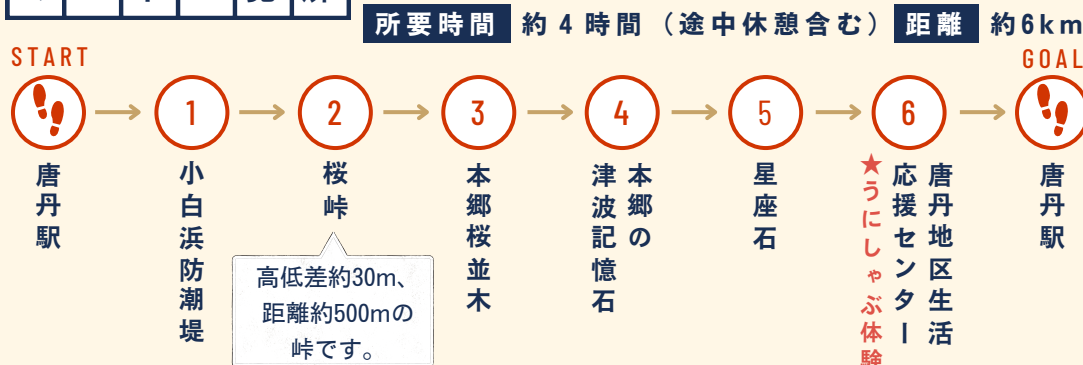 所要時間 約4時間（途中休憩含む） 距離 約6km
START
GOAL
1
2
3
4
5
6
唐丹駅
小白浜防潮堤
桜峠
高低差約30m、
距離約500mの
峠です。
本郷桜並木
本郷の
津波記憶石
星座石
唐丹地区生活
応援センター
★うにしゃぶ体験
唐丹駅